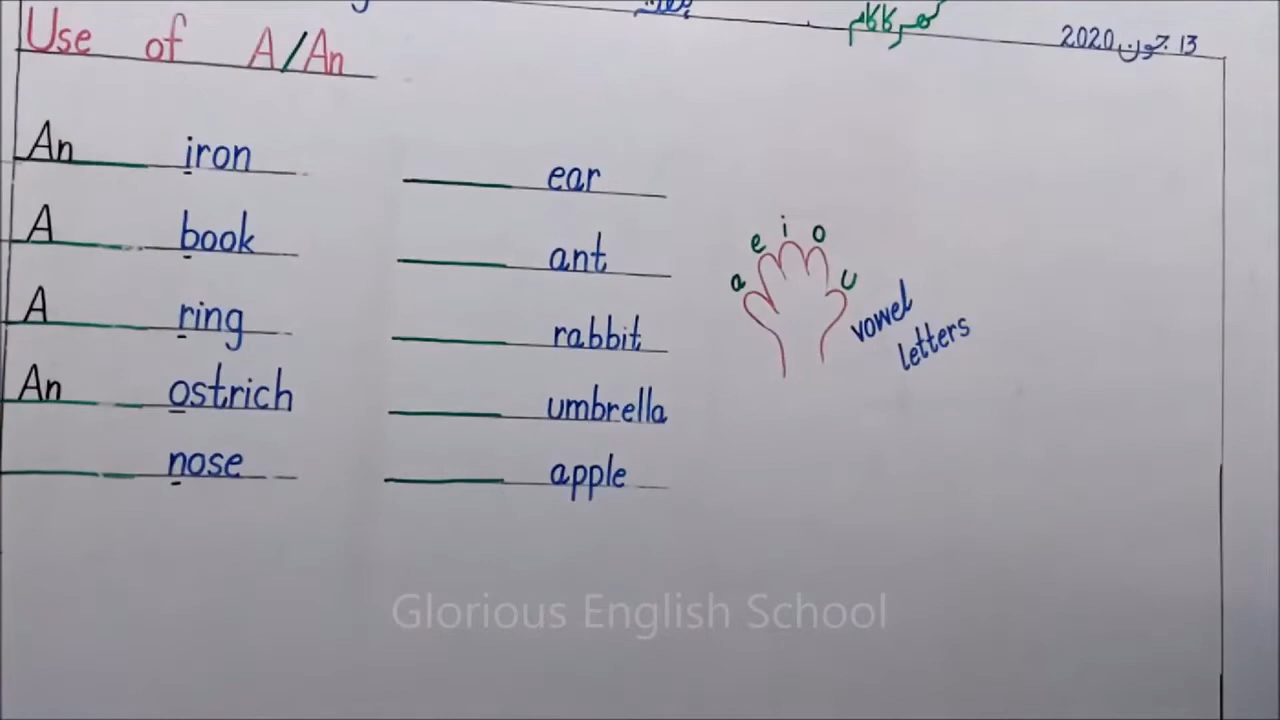 گھر کا کام
13 جون 2020
Use of A/An
An iron
A book
A ring
An ostrich
nose
ear
ant
rabbit
umbrella
apple
a e i o u
vowel
letters
Glorious English School